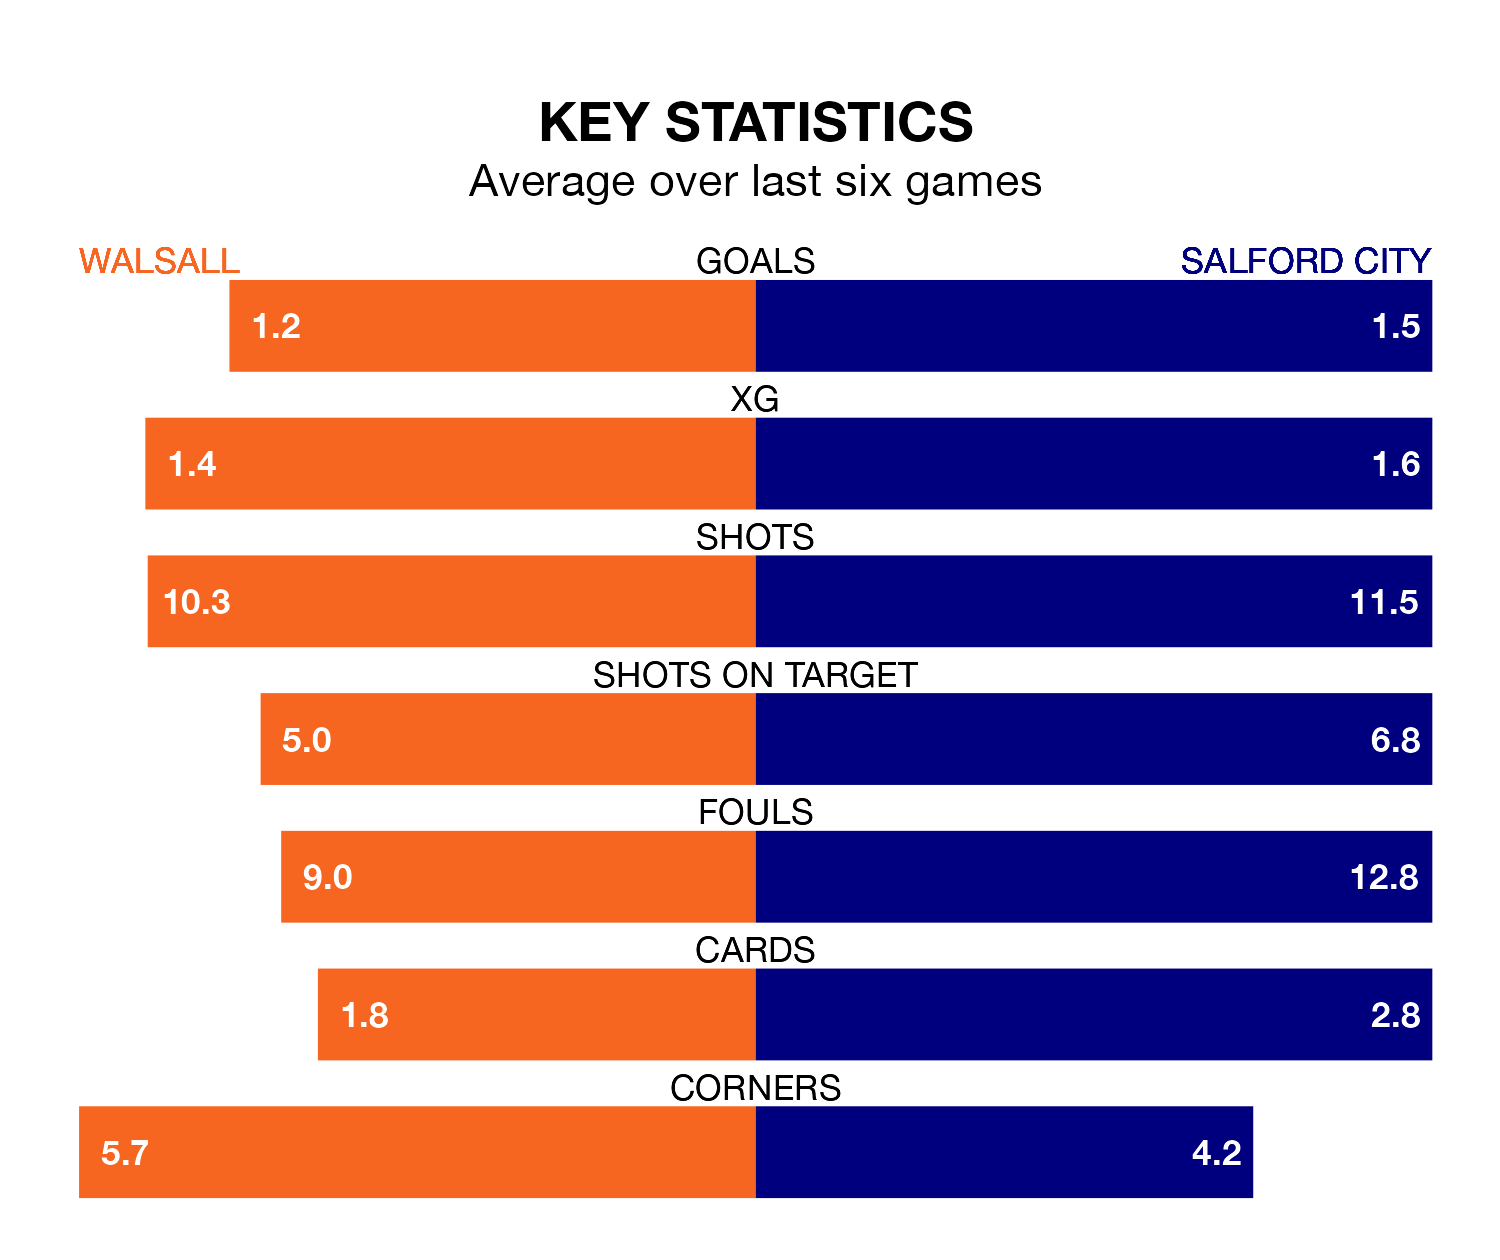 KEY STATISTICS
Average over last six games
WALSALL GOALS SALFORD CITY
1.2 1.5
XG
1.4 1.6
SHOTS
10.3 11.5
SHOTS ON TARGET
5.0 6.8
FOULS
9.0 12.8
CARDS
1.8 2.8
CORNERS
5.7 4.2